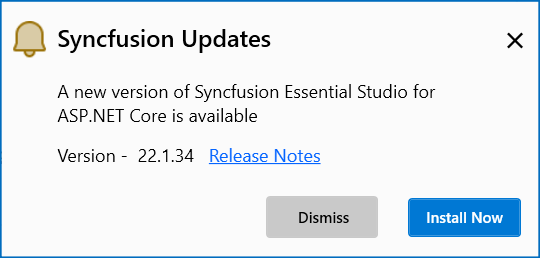 Syncfusion Updates
A new version of Syncfusion Essential Studio for
ASP.NET Core is available
Version - 22.1.34 Release Notes
Dismiss Install Now